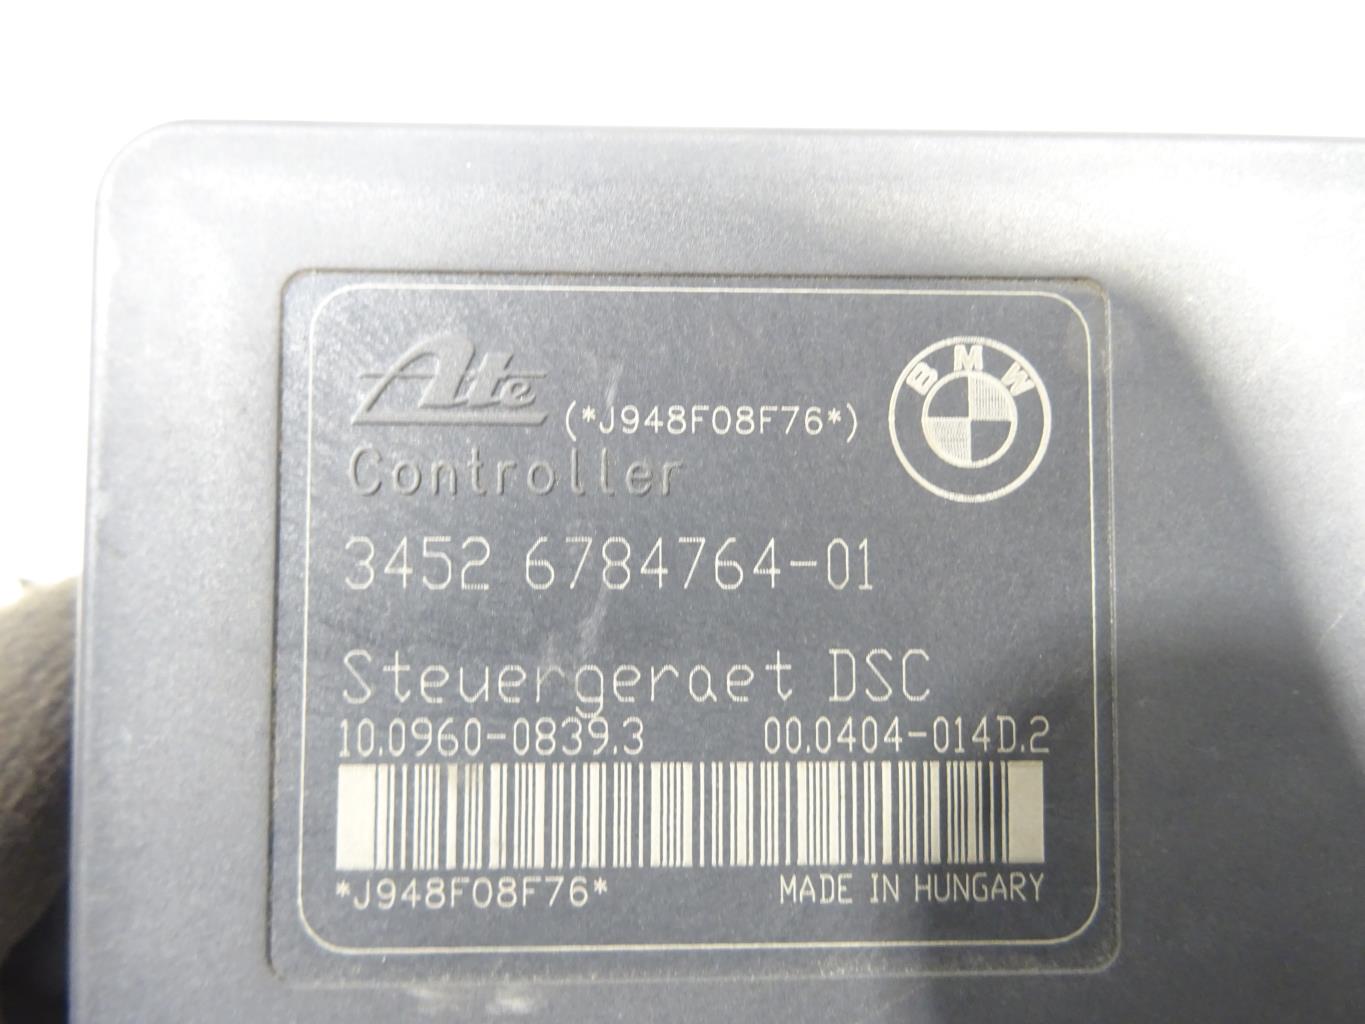 Ate (*J948F08F76*) BMW
Controller
3452 6784764-01
Steuergeraet DSC
10.0960-0839.3 00.0404-014D.2
*J948F08F76* MADE IN HUNGARY